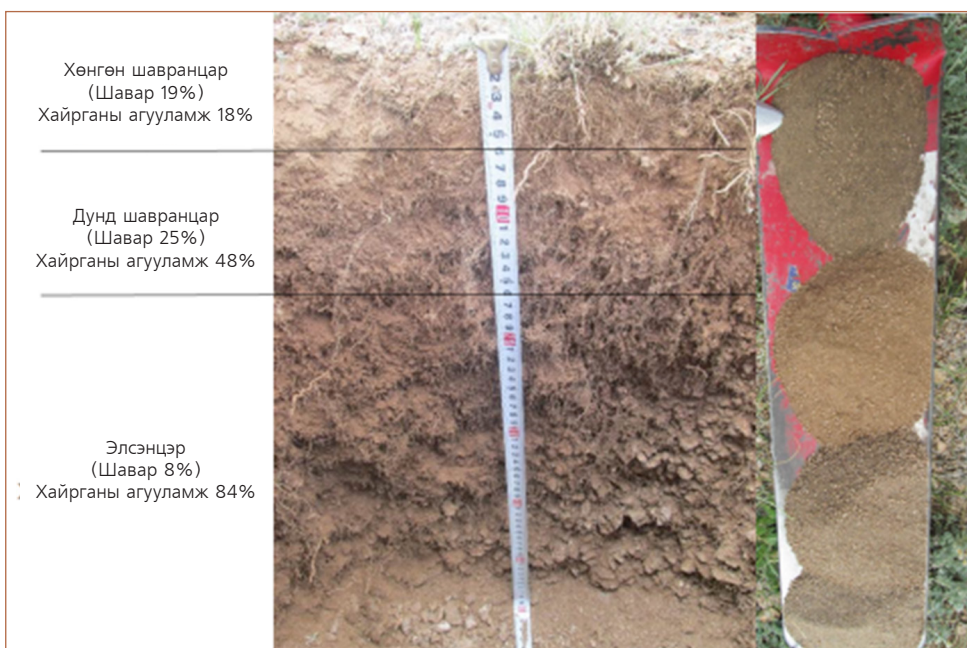 Хөнгөн шавранцар
(Шавар 19%)
Хайрганы агууламж 18%
Дунд шавранцар
(Шавар 25%)
Хайрганы агууламж 48%
Элсэнцэр
(Шавар 8%)
Хайрганы агууламж 84%